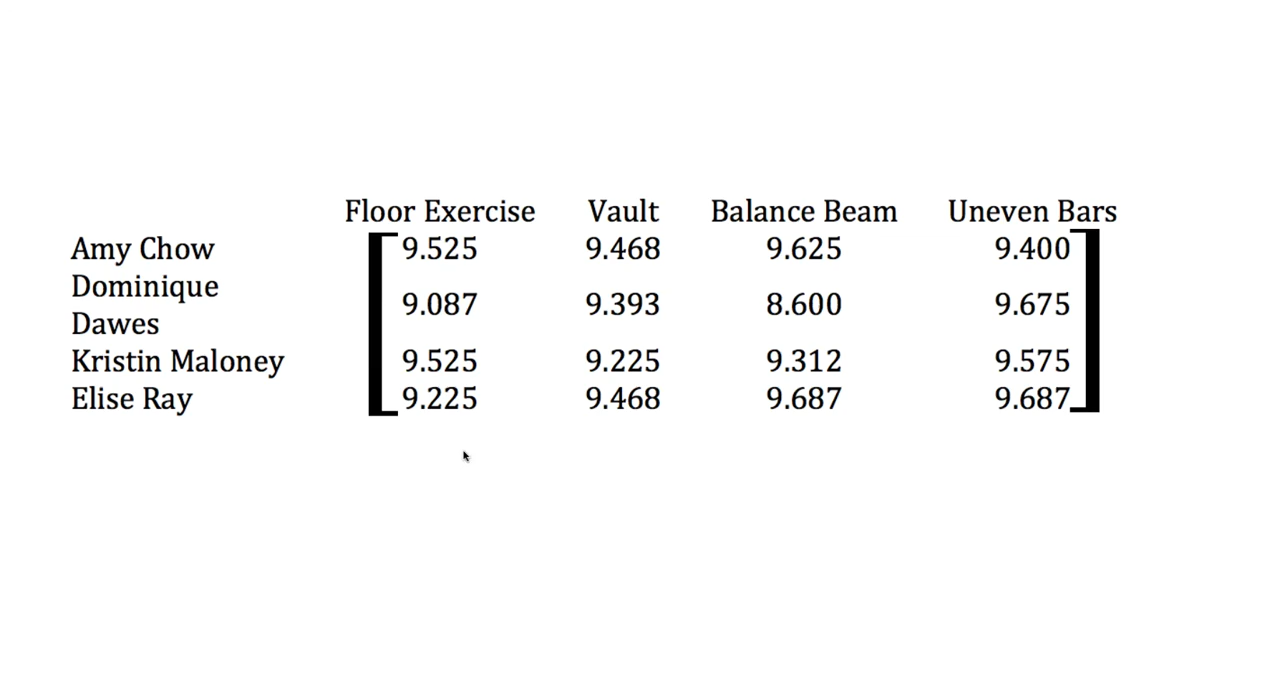 Floor Exercise Vault Balance Beam Uneven Bars
Amy Chow 9.525 9.468 9.625 9.400
Dominique
Dawes 9.087 9.393 8.600 9.675
Kristin Maloney 9.525 9.225 9.312 9.575
Elise Ray 9.225 9.468 9.687 9.687